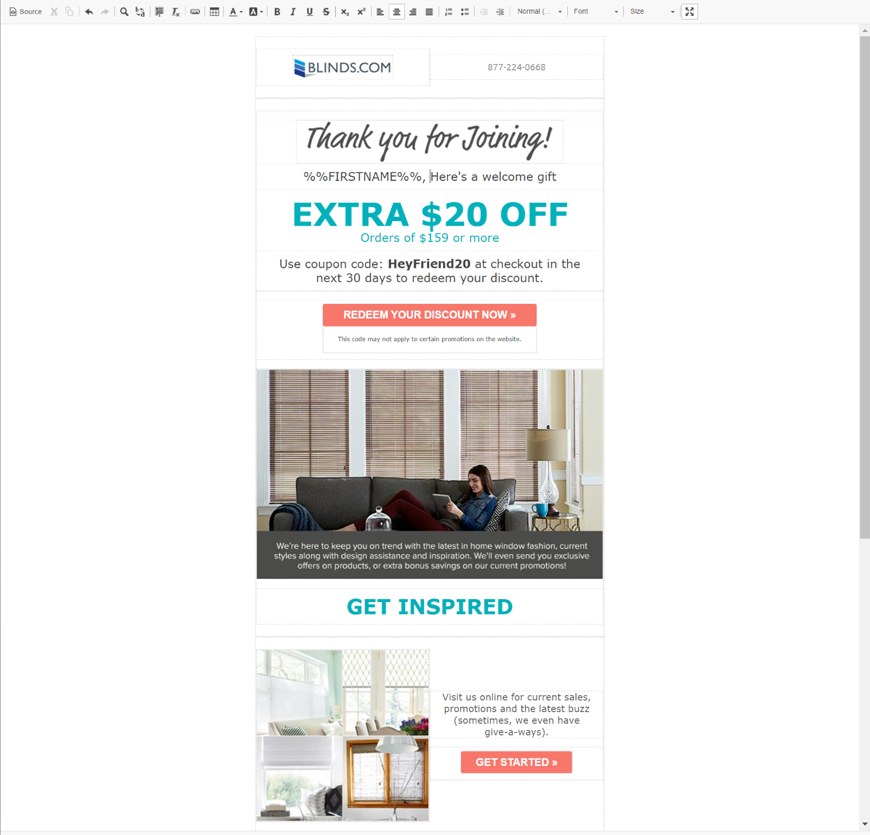 Source
Normal (...
Font
Size
BLINDS.COM
877-224-0668
Thank you for Joining!
%%FIRSTNAME%%, Here's a welcome gift
EXTRA $20 OFF
Orders of $159 or more
Use coupon code: HeyFriend20 at checkout in the
next 30 days to redeem your discount.
REDEEM YOUR DISCOUNT NOW »
This code may not apply to certain promotions on the website.
We're here to keep you on trend with the latest in home window fashion, current
styles along with design assistance and inspiration. We'll even send you exclusive
offers on products, or extra bonus savings on our current promotions!
GET INSPIRED
Visit us online for current sales,
promotions and the latest buzz
(sometimes, we even have
give-a-ways).
GET STARTED »